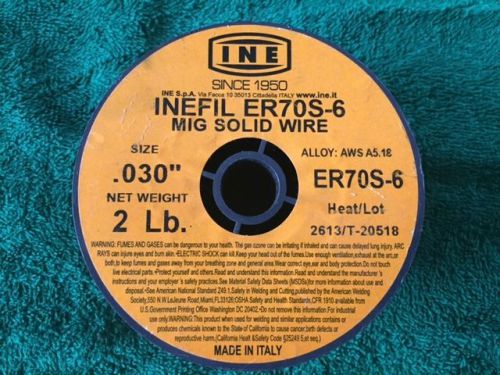 INE
SINCE 1950
INE S.p.A. Via Facca 10 35013 Cittadella ITALY www.ine.it
INEFIL ER70S-6
MIG SOLID WIRE
SIZE
.030"
NET WEIGHT
2 Lb.
ALLOY: AWS A5.18
ER70S-6
Heat/Lot
2613/T-20518
WARNING: FUMES AND GASES can be dangerous to your health. The gas ozone can be irritating if inhaled and can cause delayed lung injury. ARC
RAYS can injure eyes and burn skin.-ELECTRIC SHOCK can kill.Keep your head out of the fumes.Use enough ventilation,exhaust at the arc,or
both,to keep fumes and gases away from your breathing zone and general area.Wear correct eye,ear and body protection.Do not touch
live electrical parts.Protect yourself and others.Read and understand this information.Read and understand the manufacturer's
instructions and your employer's safety practices.See Material Safety Data Sheets (MSDs)for more information about use and
disposal.-See American National Standard Z49.1.Safety in Welding and Cutting,published by the American Welding
Society,550 N.W.LeJeune Road,Miami,FL33126;OSHA Safety and Health Standards,CFR 1910 available from
U.S.Government Printing Office Washington DC 20402.-Do not remove this information.For Industrial
use only.WARNING:This product when used for welding and similar applications contains or
produces chemicals known to the State of California to cause cancer,birth defects or
reproductive harm.(California Healt &Safety Code §25249.5,at seq.)
MADE IN ITALY